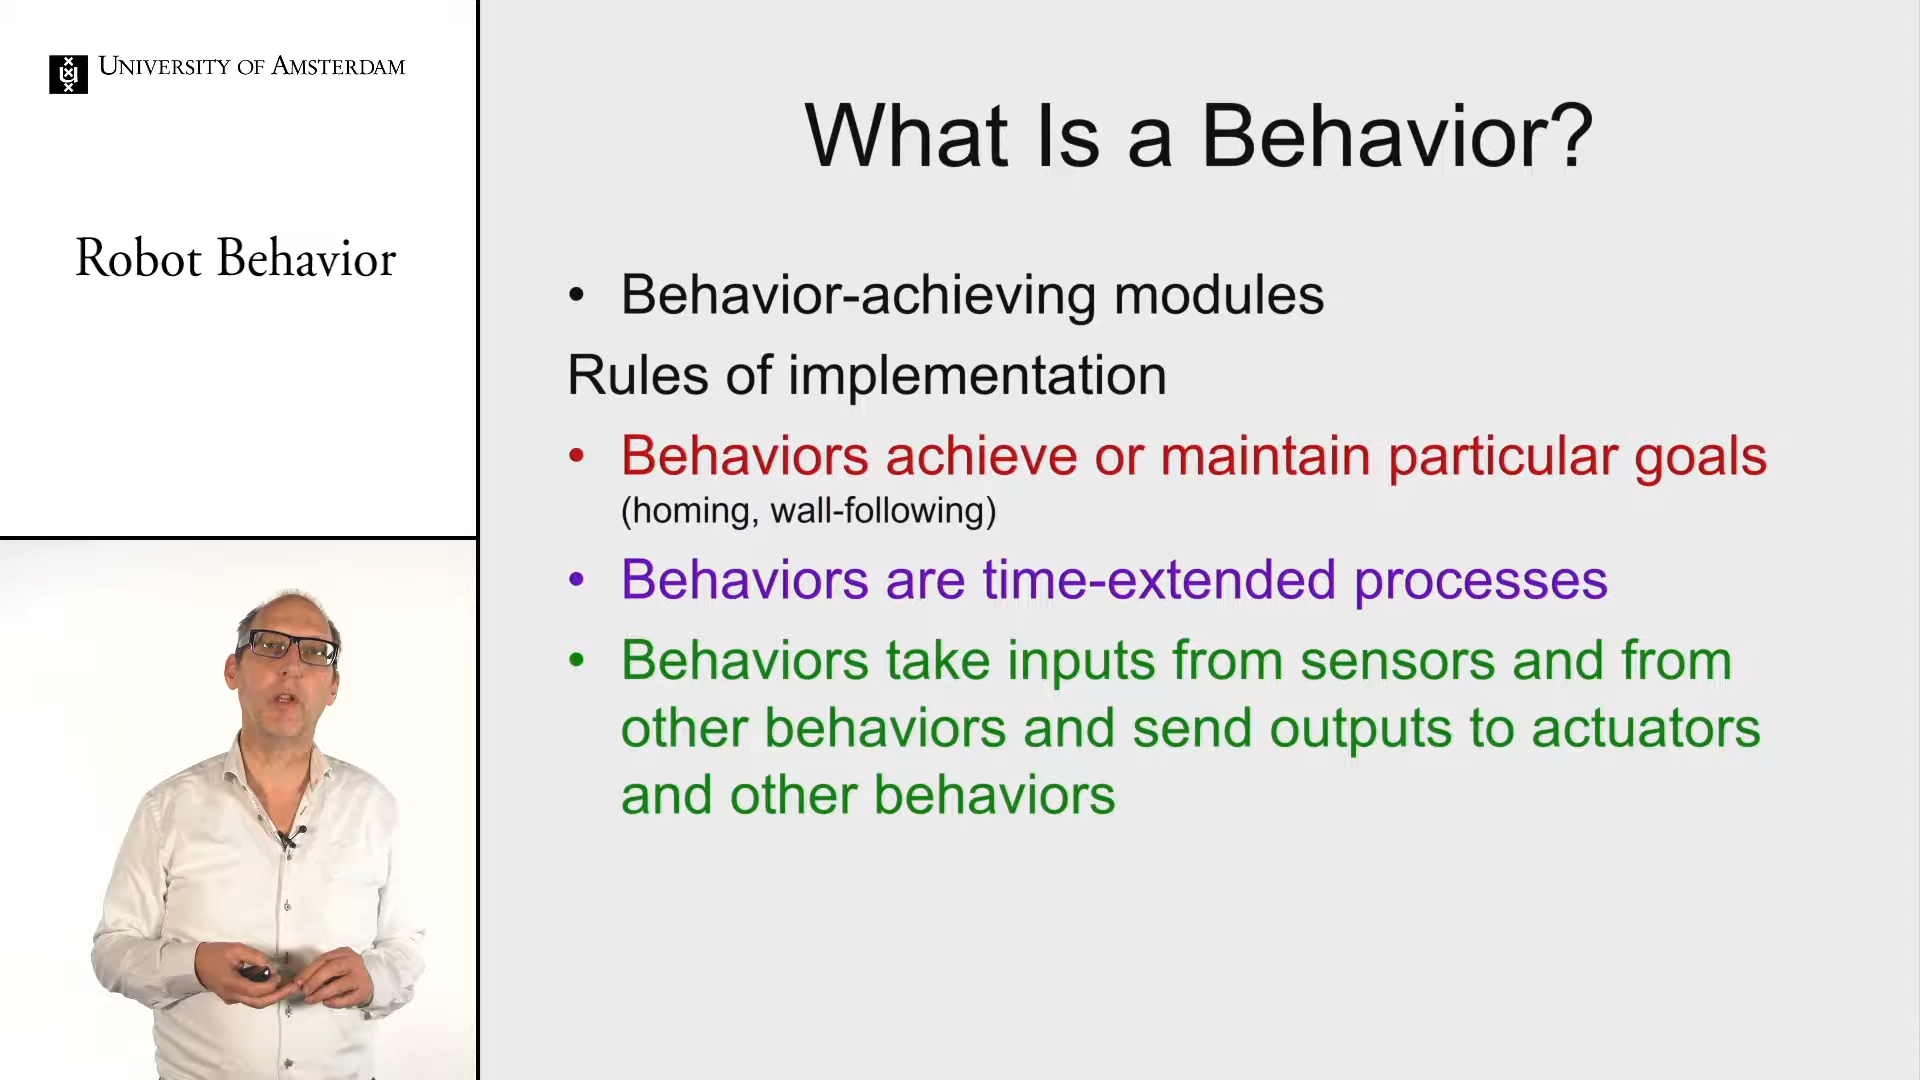 UNIVERSITY OF AMSTERDAM
Robot Behavior
What Is a Behavior?
• Behavior-achieving modules
Rules of implementation
• Behaviors achieve or maintain particular goals
(homing, wall-following)
• Behaviors are time-extended processes
• Behaviors take inputs from sensors and from
other behaviors and send outputs to actuators
and other behaviors